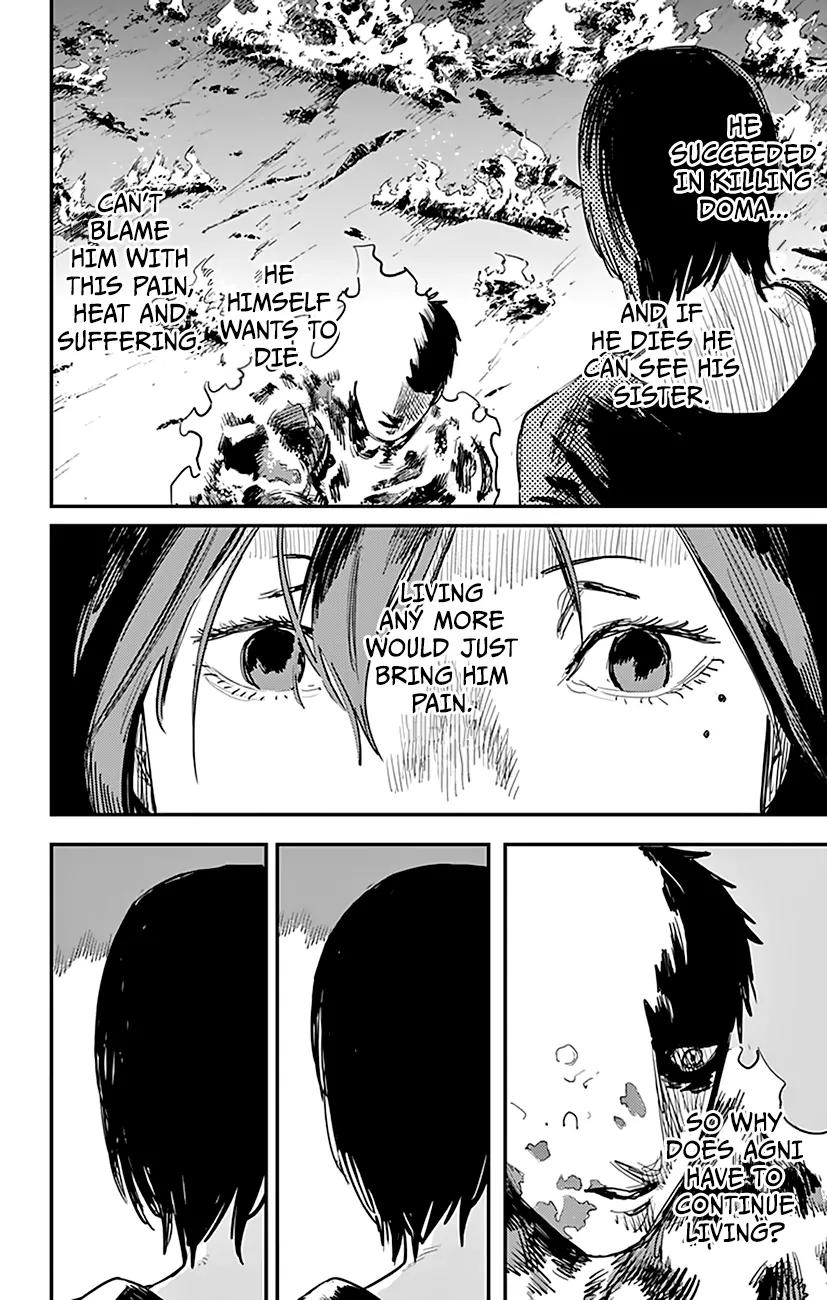 HE
SUCCEEDED
IN KILLING
DOMA...
AND IF
HE DIES HE
CAN SEE HIS
SISTER.
HE
HIMSELF
WANTS TO
DIE.
CAN'T
BLAME
HIM WITH
THIS PAIN,
HEAT AND
SUFFERING.
LIVING
ANY MORE
WOULD JUST
BRING HIM
PAIN.
SO WHY
DOES AGNI
HAVE TO
CONTINUE
LIVING?